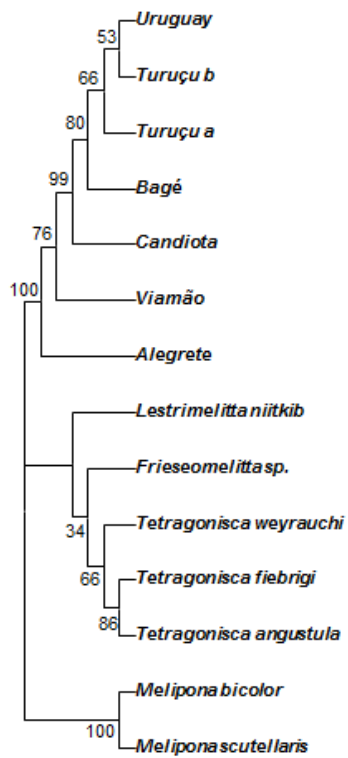 Uruguay
53
Turuçu b
66
Turuçu a
80
Bagé
99
Candiota
76
Viamão
100
Alegrete
Lestrimelitta niitkib
Frieseomelitta sp.
34
Tetragonisca weyrauchi
66
Tetragonisca fiebrigi
86
Tetragonisca angustula
Melipona bicolor
100
Melipona scutellaris